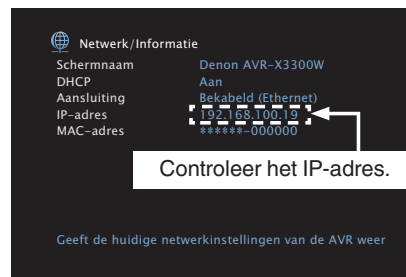 Netwerk/Informatie
Schermnaam Denon AVR-X3300W
DHCP Aan
Aansluiting Bekabeld (Ethernet)
IP-adres 192.168.100.19
MAC-adres ******-000000
Controleer het IP-adres.
Geeft de huidige netwerkinstellingen van de AVR weer